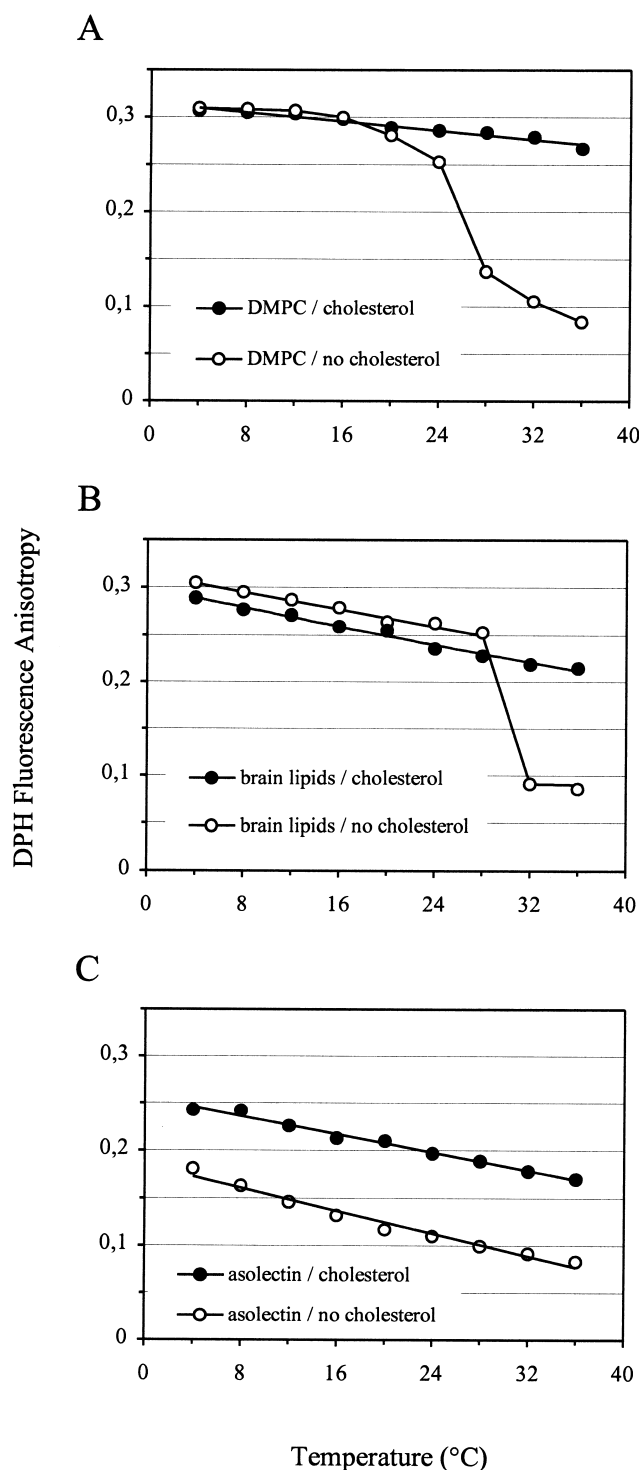 A
0,3
0,2
0,1
0
DMPC / cholesterol
DMPC / no cholesterol
0 8 16 24 32 40
B
DPH Fluorescence Anisotropy
0,3
0,2
0,1
0
brain lipids / cholesterol
brain lipids / no cholesterol
0 8 16 24 32 40
C
0,3
0,2
0,1
0
asolectin / cholesterol
asolectin / no cholesterol
0 8 16 24 32 40
Temperature (°C)